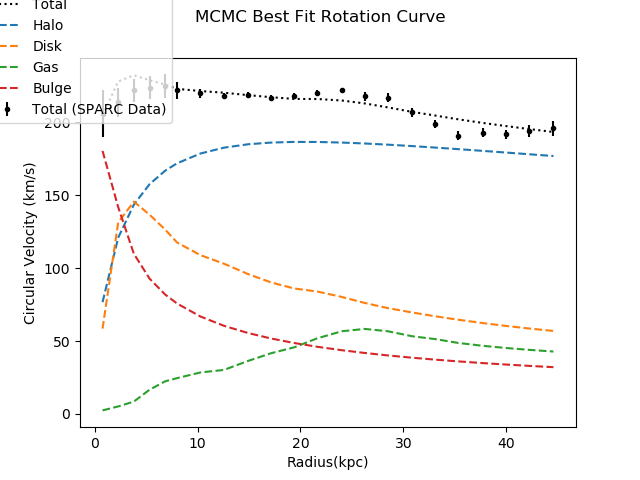 MCMC Best Fit Rotation Curve
Total
Halo
Disk
Gas
Bulge
Total (SPARC Data)
Circular Velocity (km/s)
200
150
100
50
0
0 10 20 30 40
Radius(kpc)